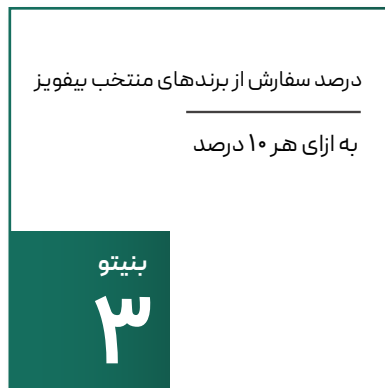 درصد سفارش از برندهای منتخب بیفویز
به ازای هر ۱۰ درصد
بنیتو
۳